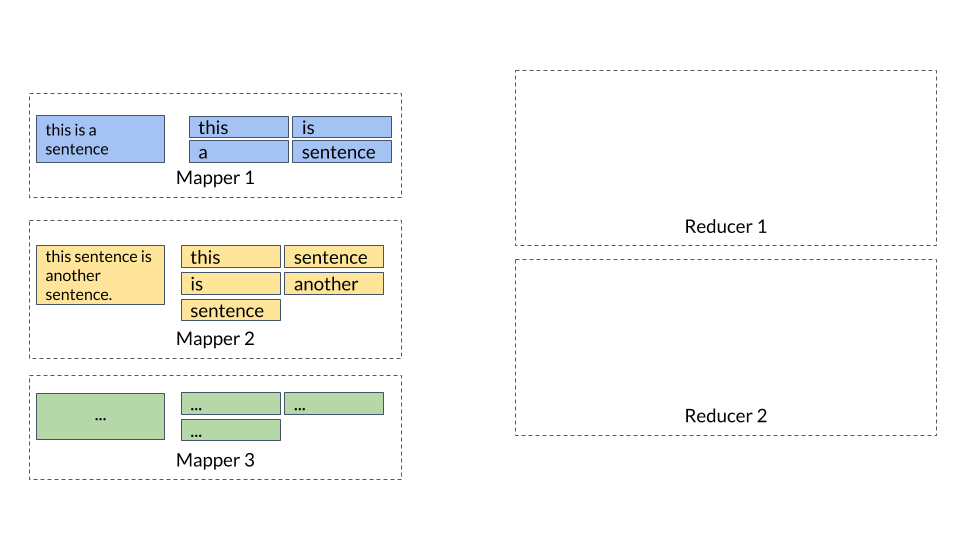 this is a
sentence
this
is
a
sentence
Mapper 1
this sentence is
another
sentence.
this
sentence
is
another
sentence
Mapper 2
...
...
...
...
Mapper 3
Reducer 1
Reducer 2